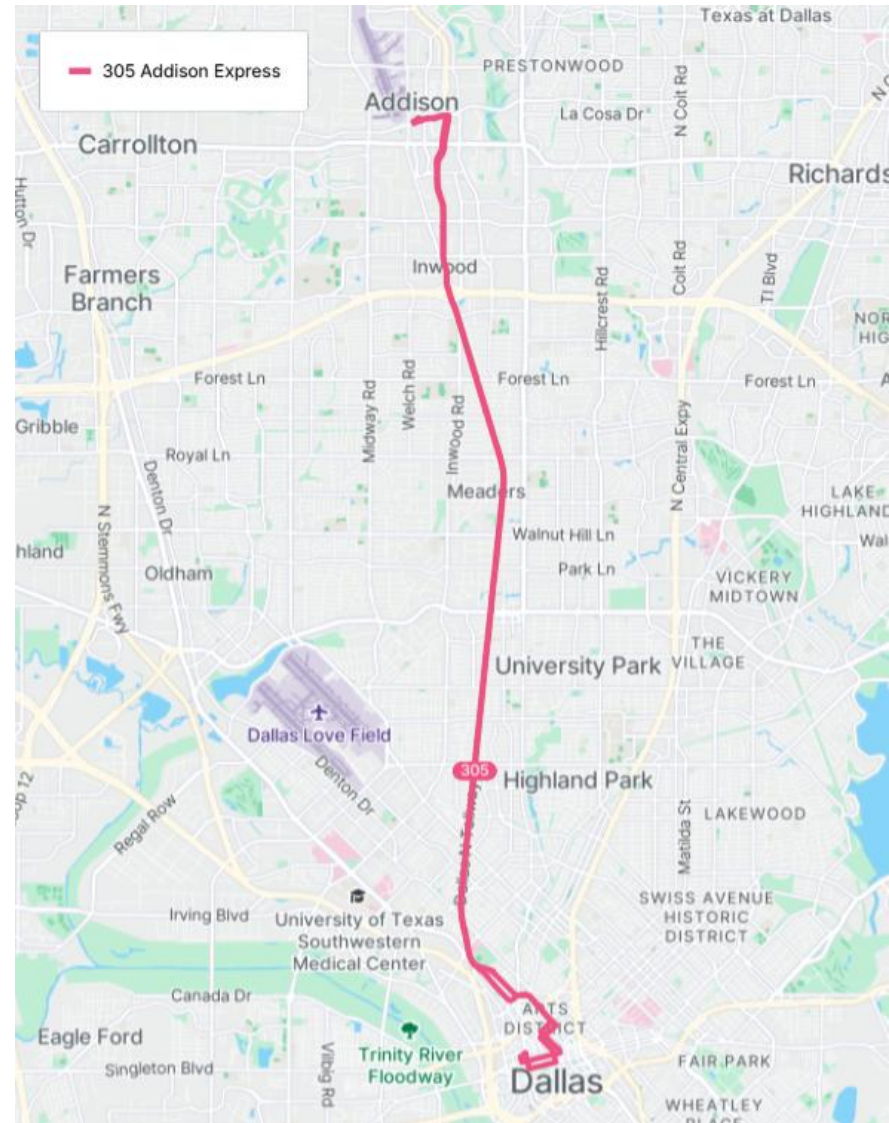 Texas at Dallas
305 Addison Express
PRESTONWOOD
N Coit Rd
Addison
La Cosa Dr
Carrollton
Richards
Hutton Dr
Inwood
Coit Rd
TI Blvd
Farmers
Branch
Hillcrest Rd
NOR
HIG
Forest Ln
Forest Ln
Forest Ln
A
Midway Rd
Welch Rd
Inwood Rd
Gribble
Royal Ln
Denton Dr
N Central Expy
Meaders
LAKE
HIGHLAND
N Stemmons Fwy
Walnut Hill Ln
Wal
hland
Park Ln
Oldham
VICKERY
MIDTOWN
THE
VILLAGE
University Park
Dallas Love Field
305
Highland Park
Denton Dr
oop 12
Regal Row
Matilda St
LAKEWOOD
SWISS AVENUE
HISTORIC
DISTRICT
Irving Blvd
University of Texas
Southwestern
Medical Center
Canada Dr
ARTS
DISTRICT
Eagle Ford
Trinity River
Floodway
Singleton Blvd
Vilbig Rd
FAIR PARK
Dallas
WHEATLEY
PLACE